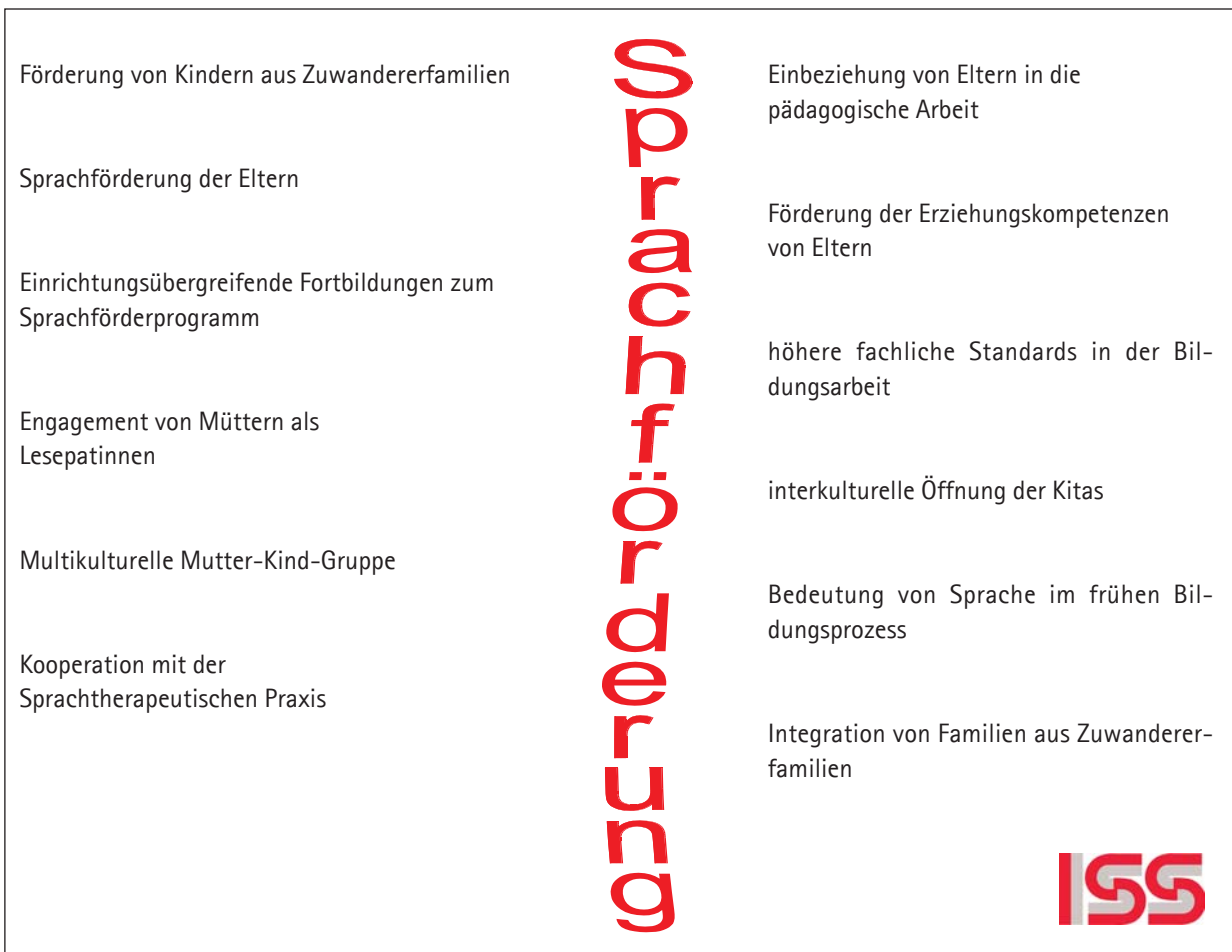 Förderung von Kindern aus Zuwandererfamilien
Sprachförderung der Eltern
Einrichtungsübergreifende Fortbildungen zum
Sprachförderprogramm
Engagement von Müttern als
Lesepatinnen
Multikulturelle Mutter-Kind-Gruppe
Kooperation mit der
Sprachtherapeutischen Praxis
Sprachförderung
Einbeziehung von Eltern in die
pädagogische Arbeit
Förderung der Erziehungskompetenzen
von Eltern
höhere fachliche Standards in der Bil-
dungsarbeit
interkulturelle Öffnung der Kitas
Bedeutung von Sprache im frühen Bil-
dungsprozess
Integration von Familien aus Zuwanderer-
familien
ISS